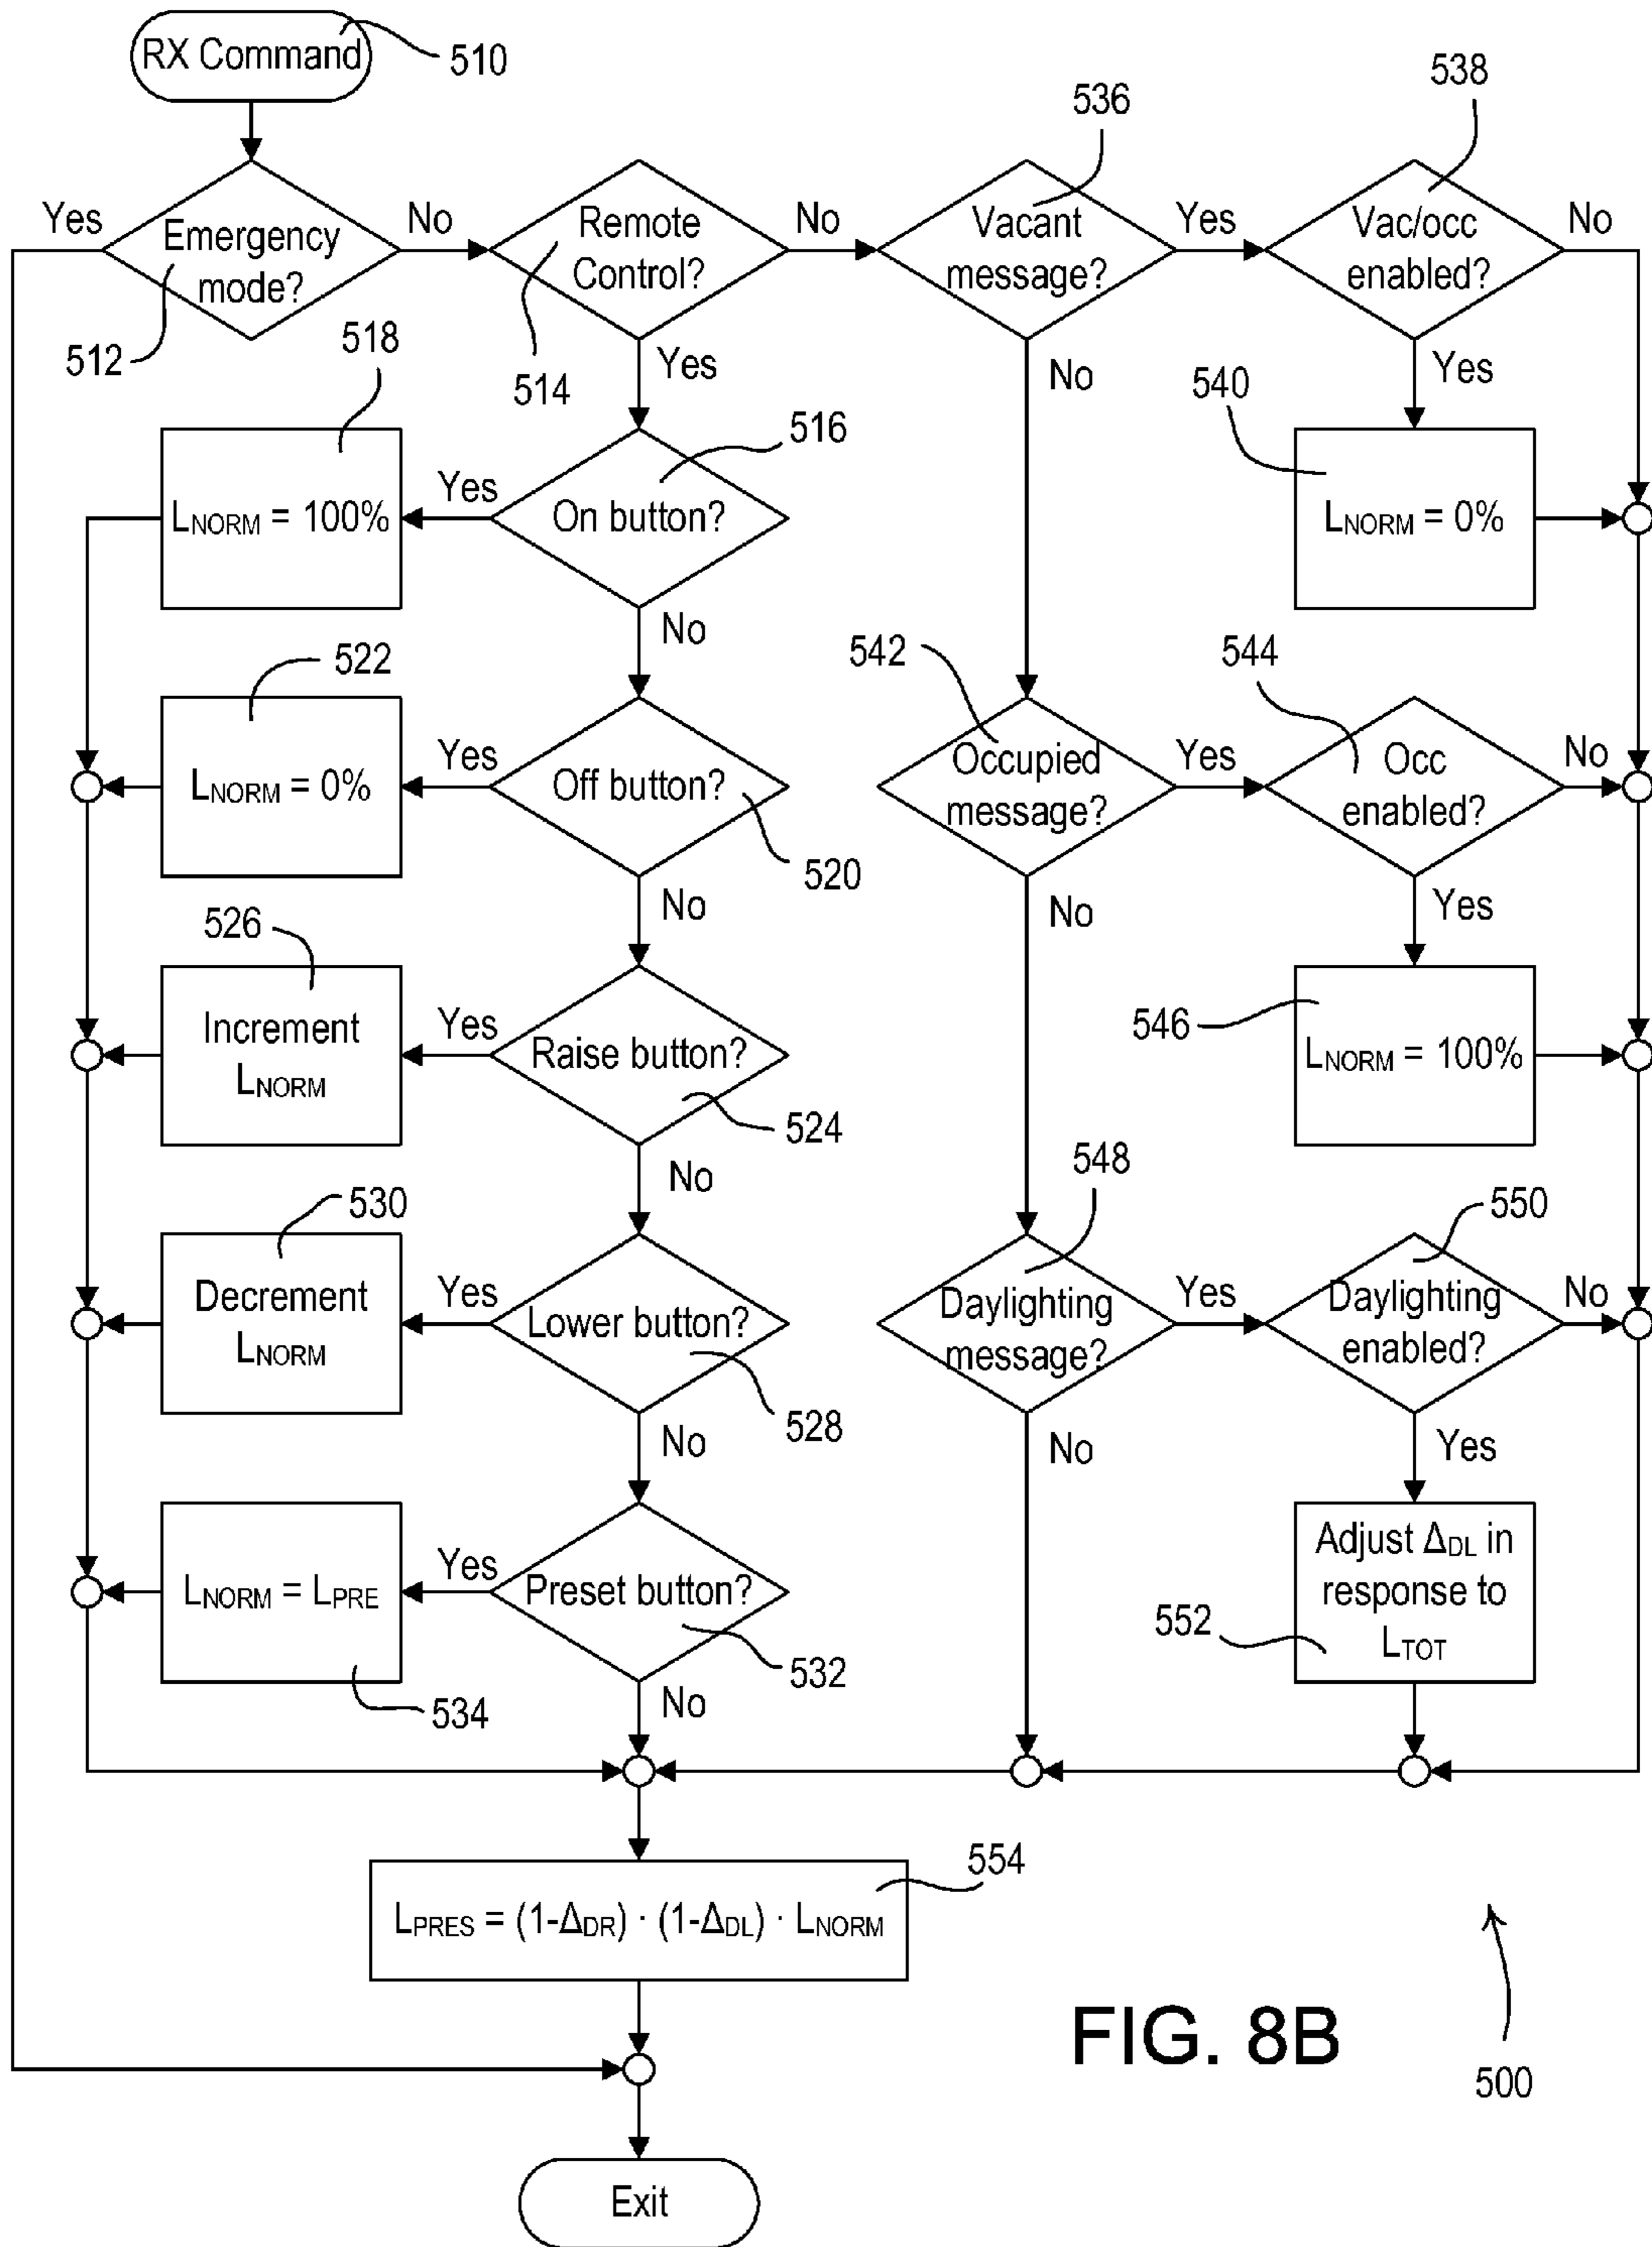 RX Command
510
536
538
Yes
Emergency
mode?
No
Remote
Control?
No
Vacant
message?
Yes
Vac/occ
enabled?
No
512
518
514
Yes
No
540
Yes
516
L_NORM = 100%
Yes
On button?
L_NORM = 0%
No
522
542
544
L_NORM = 0%
Yes
Off button?
520
Occupied
message?
Yes
Occ
enabled?
No
526
No
No
Yes
Increment
L_NORM
Yes
Raise button?
524
546
L_NORM = 100%
530
No
548
550
Decrement
L_NORM
Yes
Lower button?
528
Daylighting
message?
Yes
Daylighting
enabled?
No
No
No
Yes
L_NORM = L_PRE
Yes
Preset button?
532
552
Adjust Δ_DL in
response to
L_TOT
534
No
554
L_PRES = (1-Δ_DR) · (1-Δ_DL) · L_NORM
FIG. 8B
500
Exit